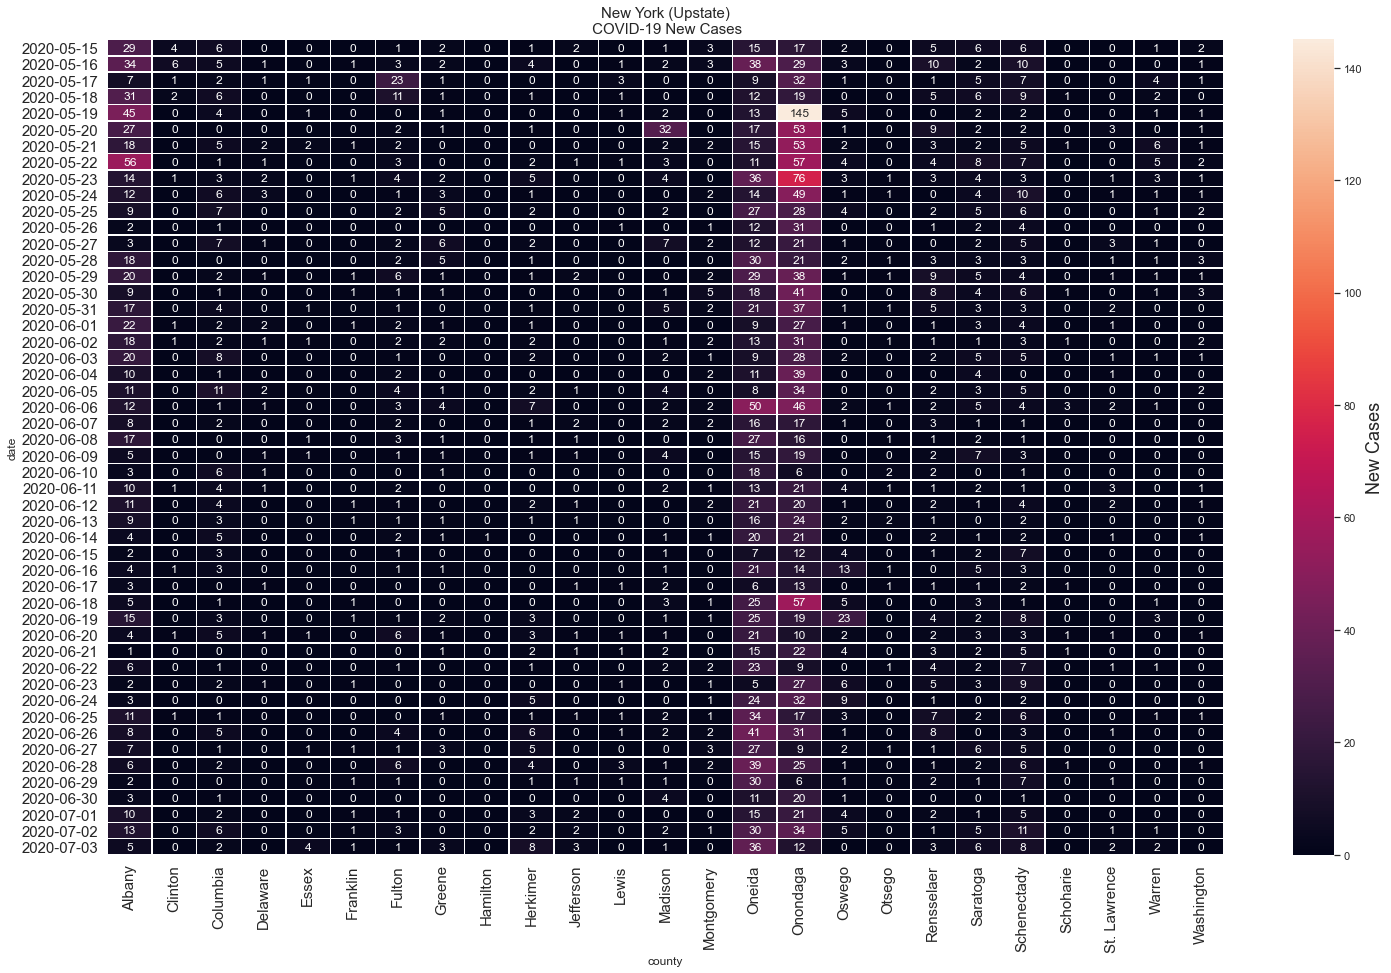 New York (Upstate)
COVID-19 New Cases
2020-05-15 29 4 6 0 0 0 1 2 0 1 2 0 1 3 15 17 2 0 5 6 6 0 0 1 2
2020-05-16 34 6 5 1 0 1 3 2 0 4 0 1 2 3 38 29 3 0 10 2 10 0 0 0 1
2020-05-17 7 1 2 1 1 0 23 1 0 0 0 3 0 0 9 32 1 0 1 5 7 0 0 4 1
2020-05-18 31 2 6 0 0 0 11 1 0 1 0 1 0 0 12 19 0 0 5 6 9 1 0 2 0
2020-05-19 45 0 4 0 1 0 0 1 0 0 0 1 2 0 13 145 5 0 0 2 2 0 0 1 1
2020-05-20 27 0 0 0 0 0 2 1 0 1 0 0 32 0 17 53 1 0 9 2 2 0 3 0 1
2020-05-21 18 0 5 2 2 1 2 0 0 0 0 0 2 2 15 53 2 0 3 2 5 1 0 6 1
2020-05-22 56 0 1 1 0 0 3 0 0 2 1 1 3 0 11 57 4 0 4 8 7 0 0 5 2
2020-05-23 14 1 3 2 0 1 4 2 0 5 0 0 4 0 36 76 3 1 3 4 3 0 1 3 1
2020-05-24 12 0 6 3 0 0 1 3 0 1 0 0 0 2 14 49 1 1 0 4 10 0 1 1 1
2020-05-25 9 0 7 0 0 0 2 5 0 2 0 0 2 0 27 28 4 0 2 5 6 0 0 1 2
2020-05-26 2 0 1 0 0 0 0 0 0 0 0 1 0 1 12 31 0 0 1 2 4 0 0 0 0
2020-05-27 3 0 7 1 0 0 2 6 0 2 0 0 7 2 12 21 1 0 0 2 5 0 3 1 0
2020-05-28 18 0 0 0 0 0 2 5 0 1 0 0 0 0 30 21 2 1 3 3 3 0 1 1 3
2020-05-29 20 0 2 1 0 1 6 1 0 1 2 0 0 2 29 38 1 1 9 5 4 0 1 1 1
2020-05-30 9 0 1 0 0 1 1 1 0 0 0 0 1 5 18 41 0 0 8 4 6 1 0 1 3
2020-05-31 17 0 4 0 1 0 1 0 0 1 0 0 5 2 21 37 1 1 5 3 3 0 2 0 0
2020-06-01 22 1 2 2 0 1 2 1 0 1 0 0 0 0 9 27 1 0 1 3 4 0 1 0 0
2020-06-02 18 1 2 1 1 0 2 2 0 2 0 0 1 2 13 31 0 1 1 1 3 1 0 0 2
2020-06-03 20 0 8 0 0 0 1 0 0 2 0 0 2 1 9 28 2 0 2 5 5 0 1 1 1
2020-06-04 10 0 1 0 0 0 2 0 0 0 0 0 0 2 11 39 0 0 0 4 0 0 1 0 0
2020-06-05 11 0 11 2 0 0 4 1 0 2 1 0 4 0 8 34 0 0 2 3 5 0 0 0 2
2020-06-06 12 0 1 1 0 0 3 4 0 7 0 0 2 2 50 46 2 1 2 5 4 3 2 1 0
2020-06-07 8 0 2 0 0 0 2 0 0 1 2 0 2 2 16 17 1 0 3 1 1 0 0 0 0
2020-06-08 17 0 0 0 1 0 3 1 0 1 1 0 0 0 27 16 0 1 1 2 1 0 0 0 0
2020-06-09 5 0 0 1 1 0 1 1 0 1 1 0 4 0 15 19 0 0 2 7 3 0 0 0 0
2020-06-10 3 0 6 1 0 0 0 1 0 0 0 0 0 0 18 6 0 2 2 0 1 0 0 0 0
2020-06-11 10 1 4 1 0 0 2 0 0 0 0 0 2 1 13 21 4 1 1 2 1 0 3 0 1
2020-06-12 11 0 4 0 0 1 1 0 0 2 1 0 0 2 21 20 1 0 2 1 4 0 2 0 1
2020-06-13 9 0 3 0 0 1 1 1 0 1 1 0 0 0 16 24 2 2 1 0 2 0 0 0 0
2020-06-14 4 0 5 0 0 0 2 1 1 0 0 0 1 1 20 21 0 0 2 1 2 0 1 0 1
2020-06-15 2 0 3 0 0 0 1 0 0 0 0 0 0 0 7 12 4 0 1 2 7 0 0 0 0
2020-06-16 4 1 3 0 0 0 1 1 0 0 0 0 1 0 21 14 13 1 0 5 3 0 0 0 0
2020-06-17 3 0 0 1 0 0 0 0 0 0 1 1 2 0 6 13 0 1 1 1 2 1 0 0 0
2020-06-18 5 0 1 0 0 1 0 0 0 0 0 0 3 1 25 57 5 0 0 3 1 0 0 1 0
2020-06-19 15 0 3 0 0 1 1 2 0 3 0 0 1 1 25 19 23 0 4 2 8 0 0 3 0
2020-06-20 4 1 5 1 1 0 6 1 0 3 1 1 1 0 21 10 2 0 2 3 3 1 1 0 1
2020-06-21 1 0 0 0 0 0 0 1 0 2 1 1 2 0 15 22 4 0 3 2 5 1 0 0 0
2020-06-22 6 0 1 0 0 0 1 0 0 1 0 0 2 2 23 9 0 1 4 2 7 0 1 1 0
2020-06-23 2 0 2 1 0 1 0 0 0 0 0 1 0 1 5 27 6 0 5 3 9 0 0 0 0
2020-06-24 3 0 0 0 0 0 0 0 0 5 0 0 0 1 24 32 9 0 1 0 2 0 0 0 0
2020-06-25 11 1 1 0 0 0 0 1 0 1 1 1 2 1 34 17 3 0 7 2 6 0 0 1 1
2020-06-26 8 0 5 0 0 0 4 0 0 6 0 1 2 2 41 31 1 0 8 0 3 0 1 0 0
2020-06-27 7 0 1 0 1 1 1 3 0 5 0 0 0 3 27 9 2 1 1 6 5 0 0 0 0
2020-06-28 6 0 2 0 0 0 6 0 0 4 0 3 1 2 39 25 1 0 1 2 6 1 0 0 1
2020-06-29 2 0 0 0 0 1 1 0 0 1 1 1 1 0 30 6 1 0 2 1 7 0 1 0 0
2020-06-30 3 0 1 0 0 0 0 0 0 0 0 0 4 0 11 20 1 0 0 0 1 0 0 0 0
2020-07-01 10 0 2 0 0 1 1 0 0 3 2 0 0 0 15 21 4 0 2 1 5 0 0 0 0
2020-07-02 13 0 6 0 0 1 3 0 0 2 2 0 2 1 30 34 5 0 1 5 11 0 1 1 0
2020-07-03 5 0 2 0 4 1 1 3 0 8 3 0 1 0 36 12 0 0 3 6 8 0 2 2 0
date
Albany Clinton Columbia Delaware Essex Franklin Fulton Greene Hamilton Herkimer Jefferson Lewis Madison Montgomery Oneida Onondaga Oswego Otsego Rensselaer Saratoga Schenectady Schoharie St. Lawrence Warren Washington
county
140
120
100
80
60
40
20
0
New Cases